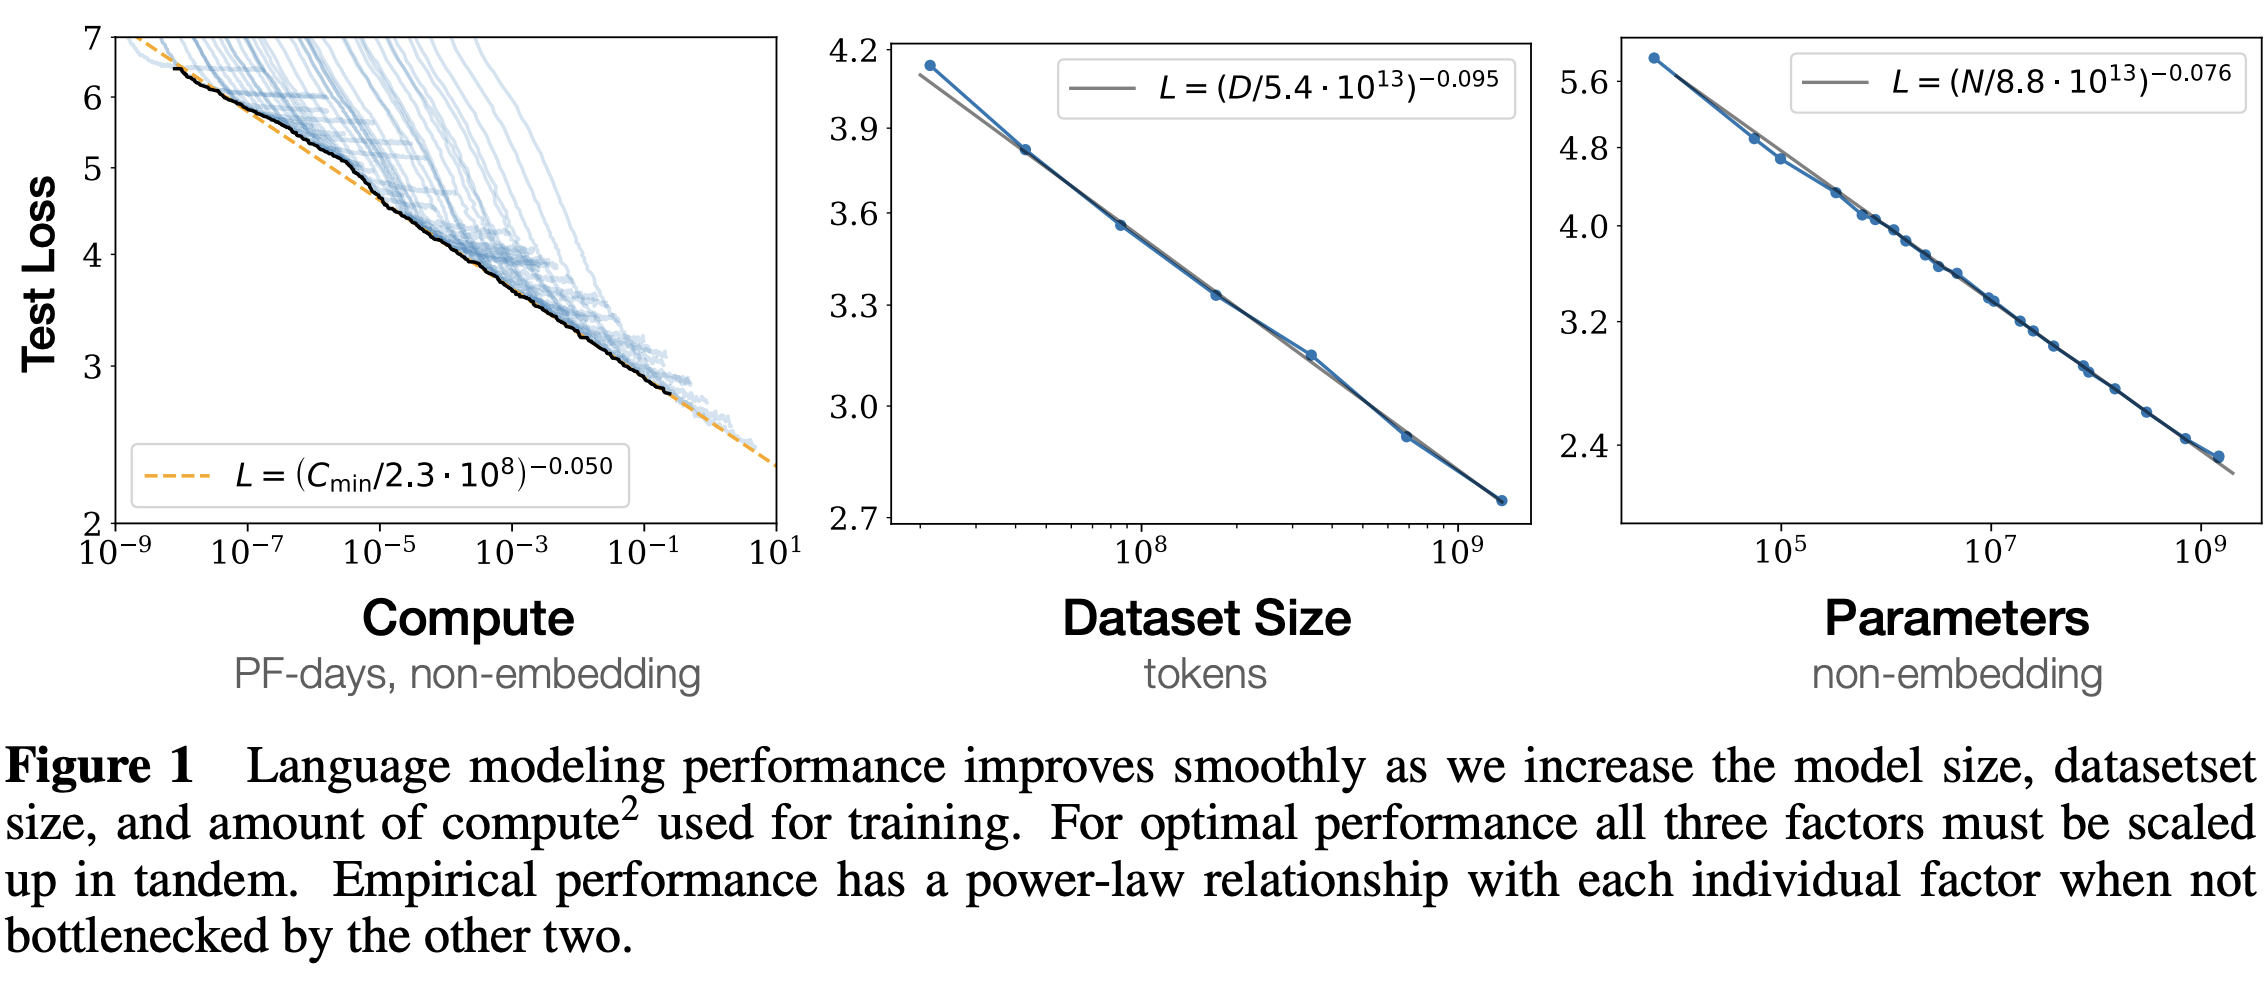 Test Loss
7
6
5
4
3
2
10⁻⁹ 10⁻⁷ 10⁻⁵ 10⁻³ 10⁻¹ 10¹
L = (C_min/2.3 · 10⁸)^−0.050
Compute
PF-days, non-embedding
4.2
3.9
3.6
3.3
3.0
2.7
10⁸ 10⁹
L = (D/5.4 · 10¹³)^−0.095
Dataset Size
tokens
5.6
4.8
4.0
3.2
2.4
10⁵ 10⁷ 10⁹
L = (N/8.8 · 10¹³)^−0.076
Parameters
non-embedding
Figure 1 Language modeling performance improves smoothly as we increase the model size, datasetset
size, and amount of compute² used for training. For optimal performance all three factors must be scaled
up in tandem. Empirical performance has a power-law relationship with each individual factor when not
bottlenecked by the other two.